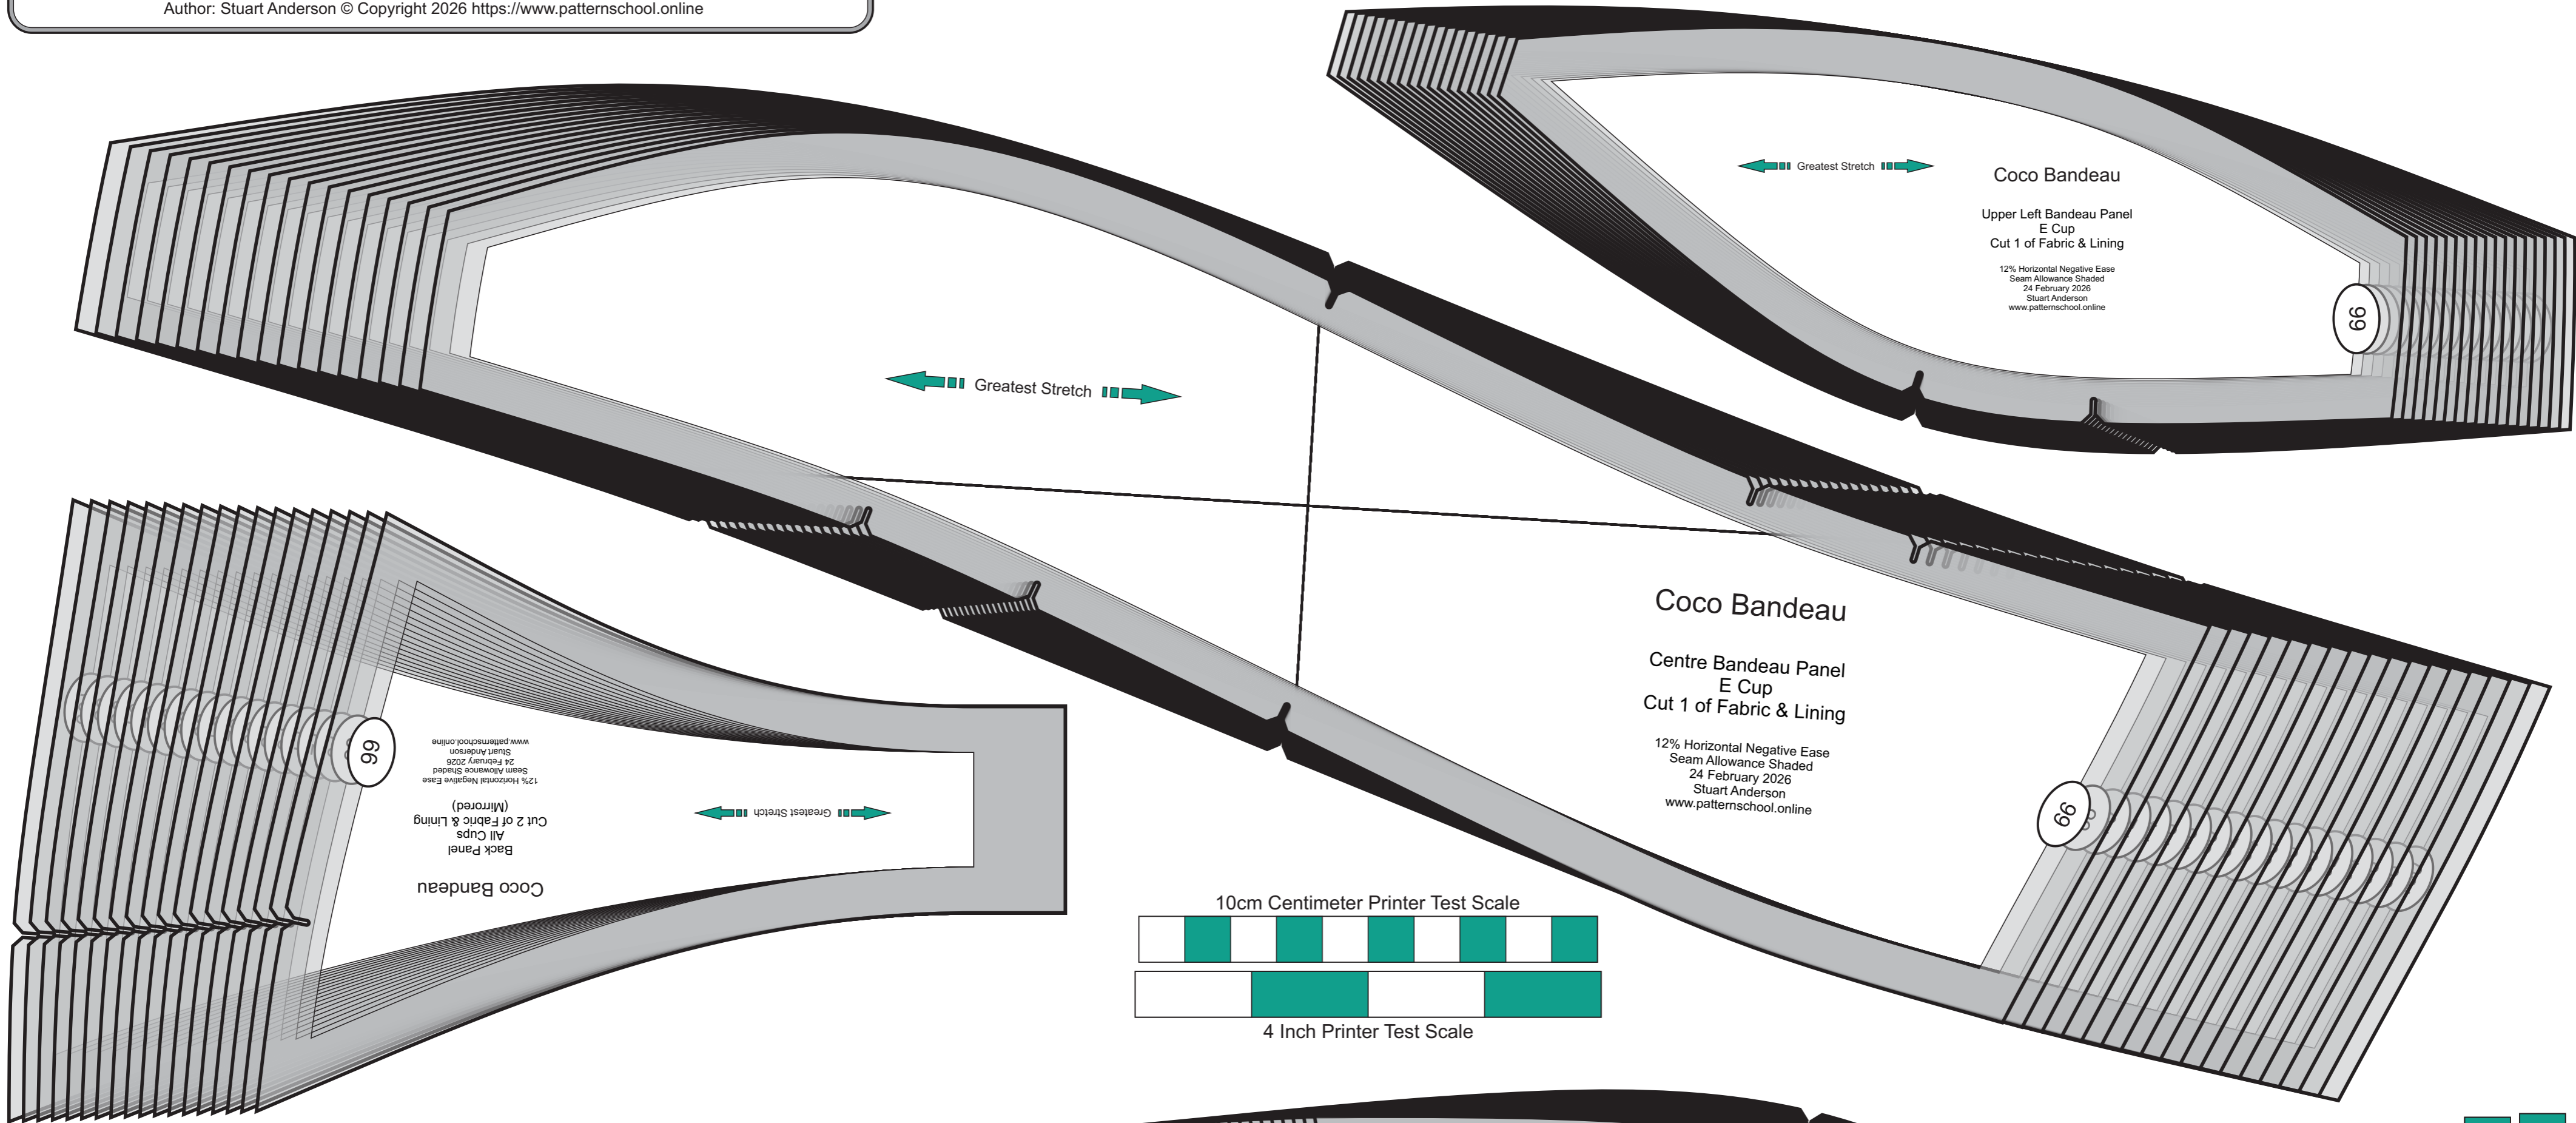 Author: Stuart Anderson © Copyright 2026 https://www.patternschool.online
Greatest Stretch
Coco Bandeau
Upper Left Bandeau Panel
E Cup
Cut 1 of Fabric & Lining
12% Horizontal Negative Ease
Seam Allowance Shaded
24 February 2026
Stuart Anderson
www.patternschool.online
66
Greatest Stretch
Coco Bandeau
Centre Bandeau Panel
E Cup
Cut 1 of Fabric & Lining
12% Horizontal Negative Ease
Seam Allowance Shaded
24 February 2026
Stuart Anderson
www.patternschool.online
66
Coco Bandeau
Back Panel
All Cups
Cut 2 of Fabric & Lining
(Mirrored)
12% Horizontal Negative Ease
Seam Allowance Shaded
24 February 2026
Stuart Anderson
www.patternschool.online
66
Greatest Stretch
10cm Centimeter Printer Test Scale
4 Inch Printer Test Scale